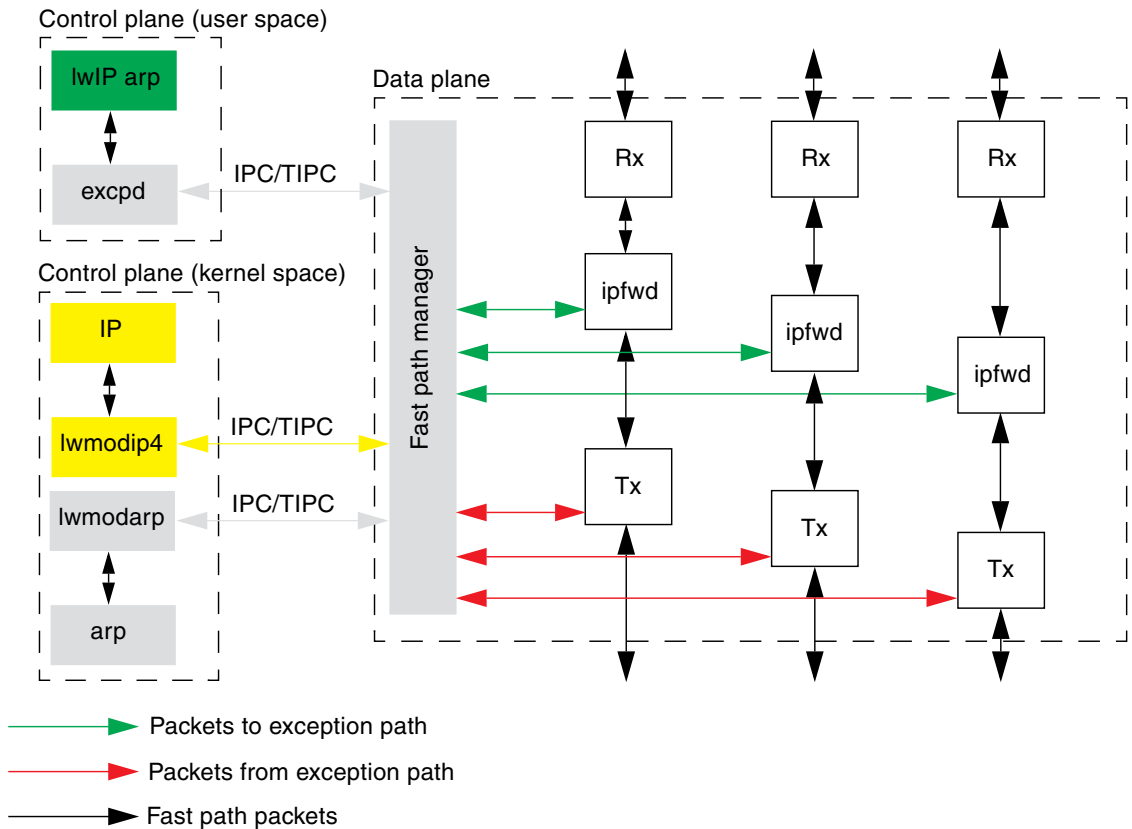 Control plane (user space)
lwIP arp
excpd
IPC/TIPC
Control plane (kernel space)
IP
lwmodip4
IPC/TIPC
lwmodarp
IPC/TIPC
arp
Data plane
Fast path manager
Rx
Rx
Rx
ipfwd
ipfwd
ipfwd
Tx
Tx
Tx
Packets to exception path
Packets from exception path
Fast path packets